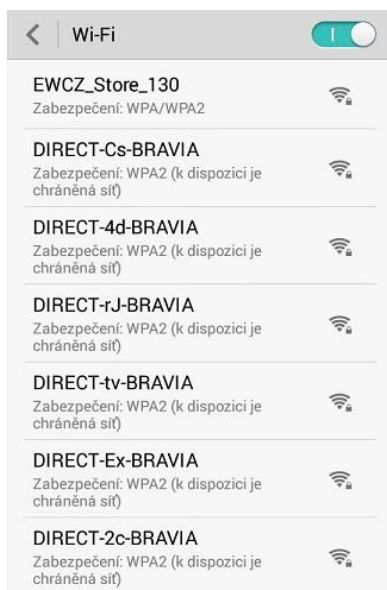 Wi-Fi
EWCZ_Store_130
Zabezpečení: WPA/WPA2
DIRECT-Cs-BRAVIA
Zabezpečení: WPA2 (k dispozici je
chráněná síť)
DIRECT-4d-BRAVIA
Zabezpečení: WPA2 (k dispozici je
chráněná síť)
DIRECT-rJ-BRAVIA
Zabezpečení: WPA2 (k dispozici je
chráněná síť)
DIRECT-tv-BRAVIA
Zabezpečení: WPA2 (k dispozici je
chráněná síť)
DIRECT-Ex-BRAVIA
Zabezpečení: WPA2 (k dispozici je
chráněná síť)
DIRECT-2c-BRAVIA
Zabezpečení: WPA2 (k dispozici je
chráněná síť)